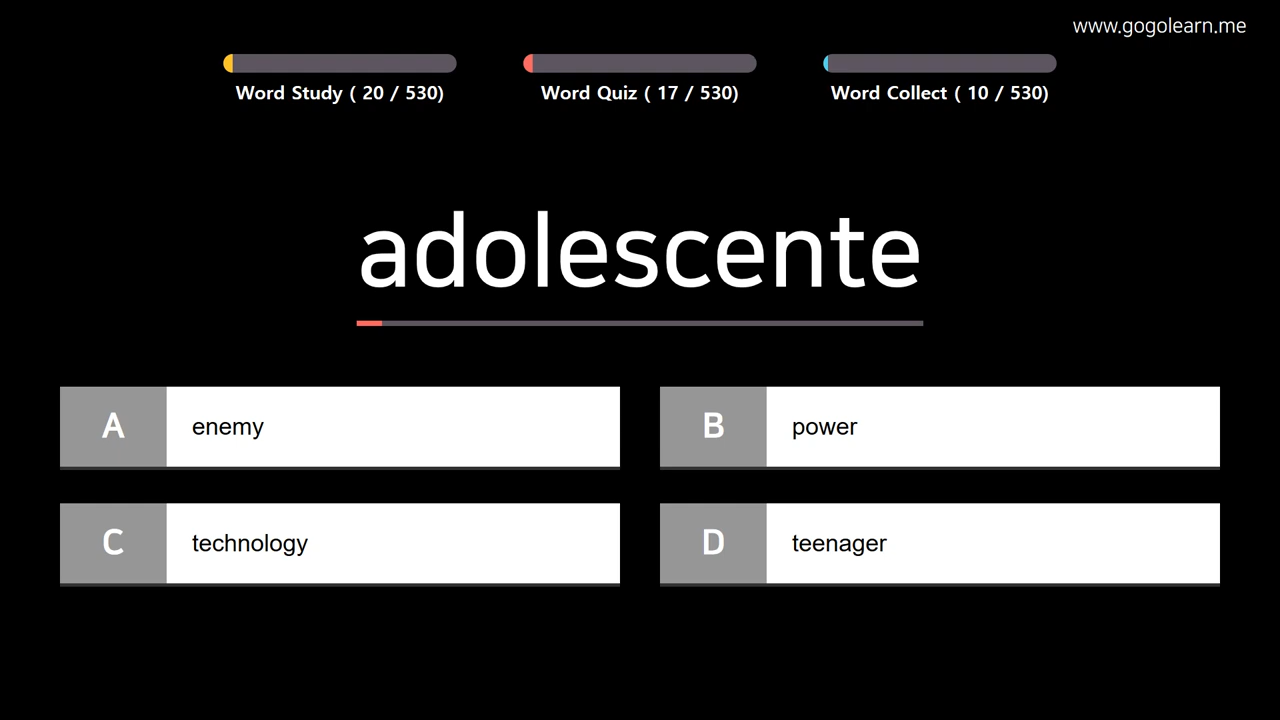 www.gogolearn.me
Word Study ( 20 / 530)
Word Quiz ( 17 / 530)
Word Collect ( 10 / 530)
adolescente
A enemy
B power
C technology
D teenager